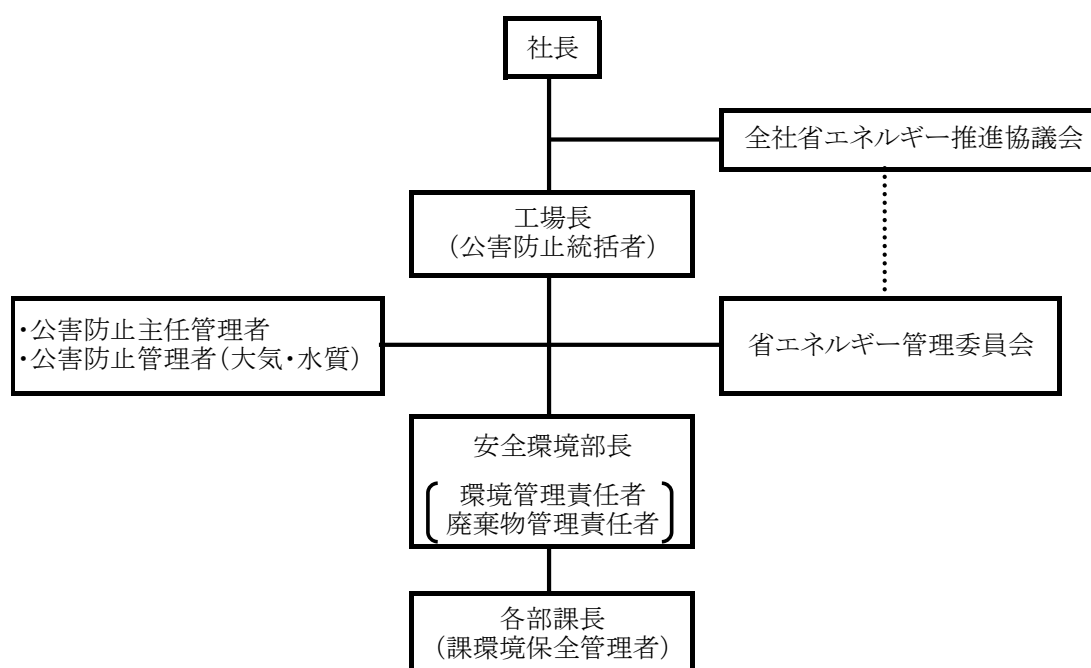 社長
全社省エネルギー推進協議会
工場長
（公害防止統括者）
・公害防止主任管理者
・公害防止管理者（大気・水質）
省エネルギー管理委員会
安全環境部長
環境管理責任者
廃棄物管理責任者
各部課長
（課環境保全管理者）